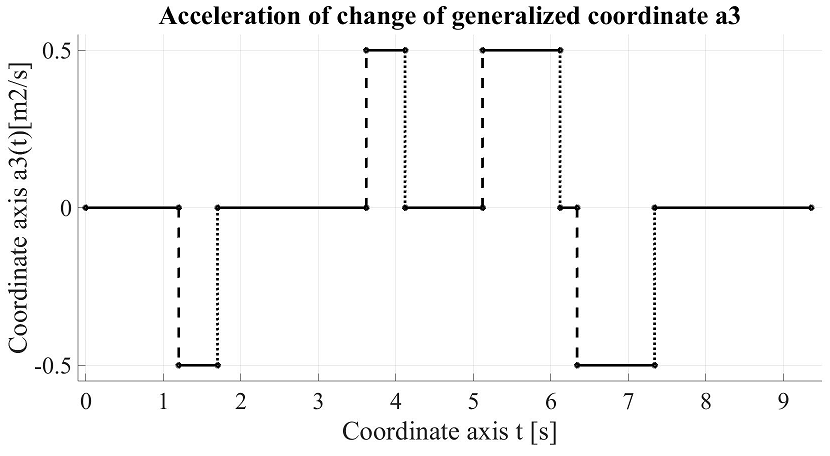 Acceleration of change of generalized coordinate a3
Coordinate axis a3(t)[m2/s]
0.5
0
-0.5
0 1 2 3 4 5 6 7 8 9
Coordinate axis t [s]